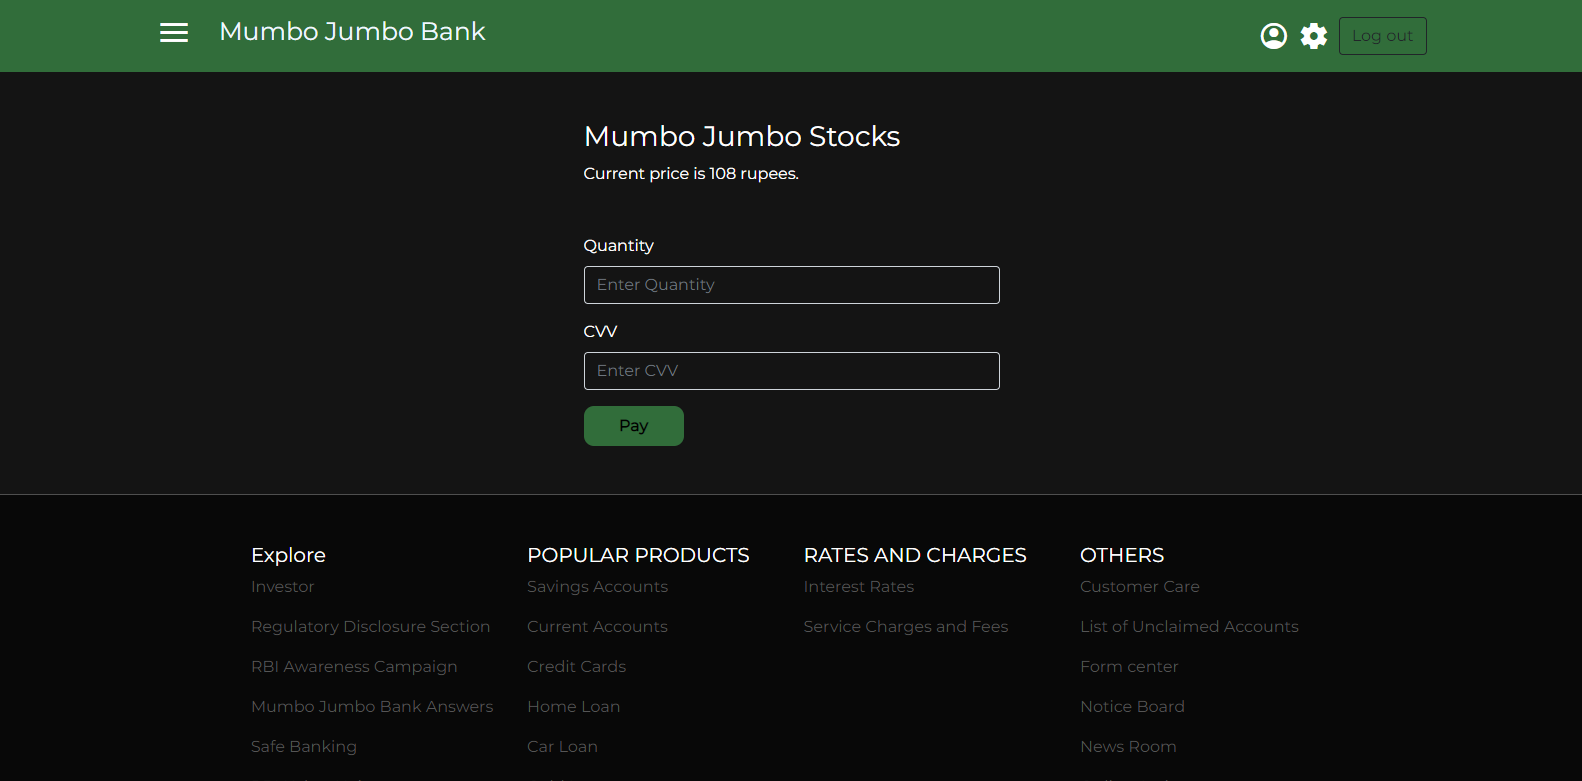 Mumbo Jumbo Bank
Log out
Mumbo Jumbo Stocks
Current price is 108 rupees.
Quantity
Enter Quantity
CVV
Enter CVV
Pay
Explore
Investor
Regulatory Disclosure Section
RBI Awareness Campaign
Mumbo Jumbo Bank Answers
Safe Banking
POPULAR PRODUCTS
Savings Accounts
Current Accounts
Credit Cards
Home Loan
Car Loan
RATES AND CHARGES
Interest Rates
Service Charges and Fees
OTHERS
Customer Care
List of Unclaimed Accounts
Form center
Notice Board
News Room